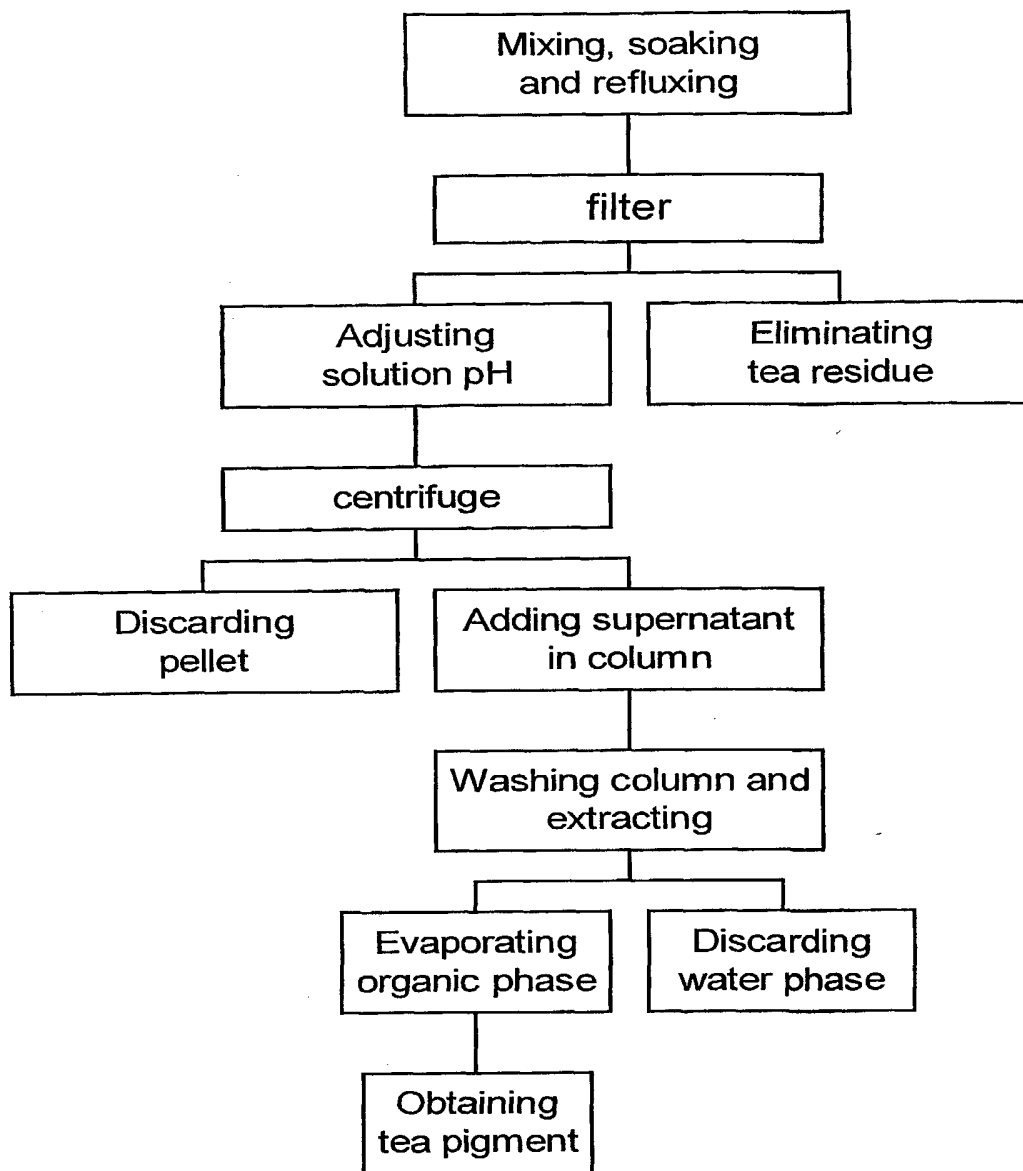 Mixing, soaking
and refluxing
filter
Adjusting
solution pH
Eliminating
tea residue
centrifuge
Discarding
pellet
Adding supernatant
in column
Washing column and
extracting
Evaporating
organic phase
Discarding
water phase
Obtaining
tea pigment